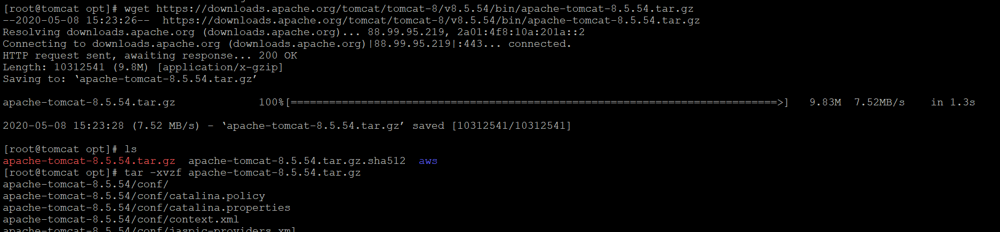 [root@tomcat opt]# wget https://downloads.apache.org/tomcat/tomcat-8/v8.5.54/bin/apache-tomcat-8.5.54.tar.gz
--2020-05-08 15:23:26--  https://downloads.apache.org/tomcat/tomcat-8/v8.5.54/bin/apache-tomcat-8.5.54.tar.gz
Resolving downloads.apache.org (downloads.apache.org)... 88.99.95.219, 2a01:4f8:10a:201a::2
Connecting to downloads.apache.org (downloads.apache.org)|88.99.95.219|:443... connected.
HTTP request sent, awaiting response... 200 OK
Length: 10312541 (9.8M) [application/x-gzip]
Saving to: ‘apache-tomcat-8.5.54.tar.gz’
apache-tomcat-8.5.54.tar.gz             100%[============================================================================>]   9.83M  7.52MB/s    in 1.3s
2020-05-08 15:23:28 (7.52 MB/s) - ‘apache-tomcat-8.5.54.tar.gz’ saved [10312541/10312541]
[root@tomcat opt]# ls
apache-tomcat-8.5.54.tar.gz  apache-tomcat-8.5.54.tar.gz.sha512  aws
[root@tomcat opt]# tar -xvzf apache-tomcat-8.5.54.tar.gz
apache-tomcat-8.5.54/conf/
apache-tomcat-8.5.54/conf/catalina.policy
apache-tomcat-8.5.54/conf/catalina.properties
apache-tomcat-8.5.54/conf/context.xml
apache-tomcat-8.5.54/conf/jaspic-providers.xml